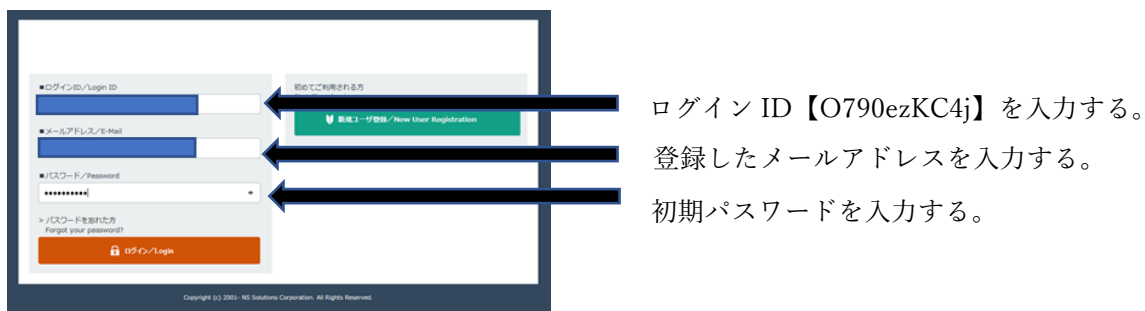 ■ログインID/Login ID
■メールアドレス/E-Mail
■パスワード/Password
••••••••••
> パスワードを忘れた方
Forgot your password?
ログイン/Login
初めてご利用される方
新規ユーザ登録/New User Registration
Copyright (c) 2001- NS Solutions Corporation. All Rights Reserved.
ログイン ID【O790ezKC4j】を入力する。
登録したメールアドレスを入力する。
初期パスワードを入力する。